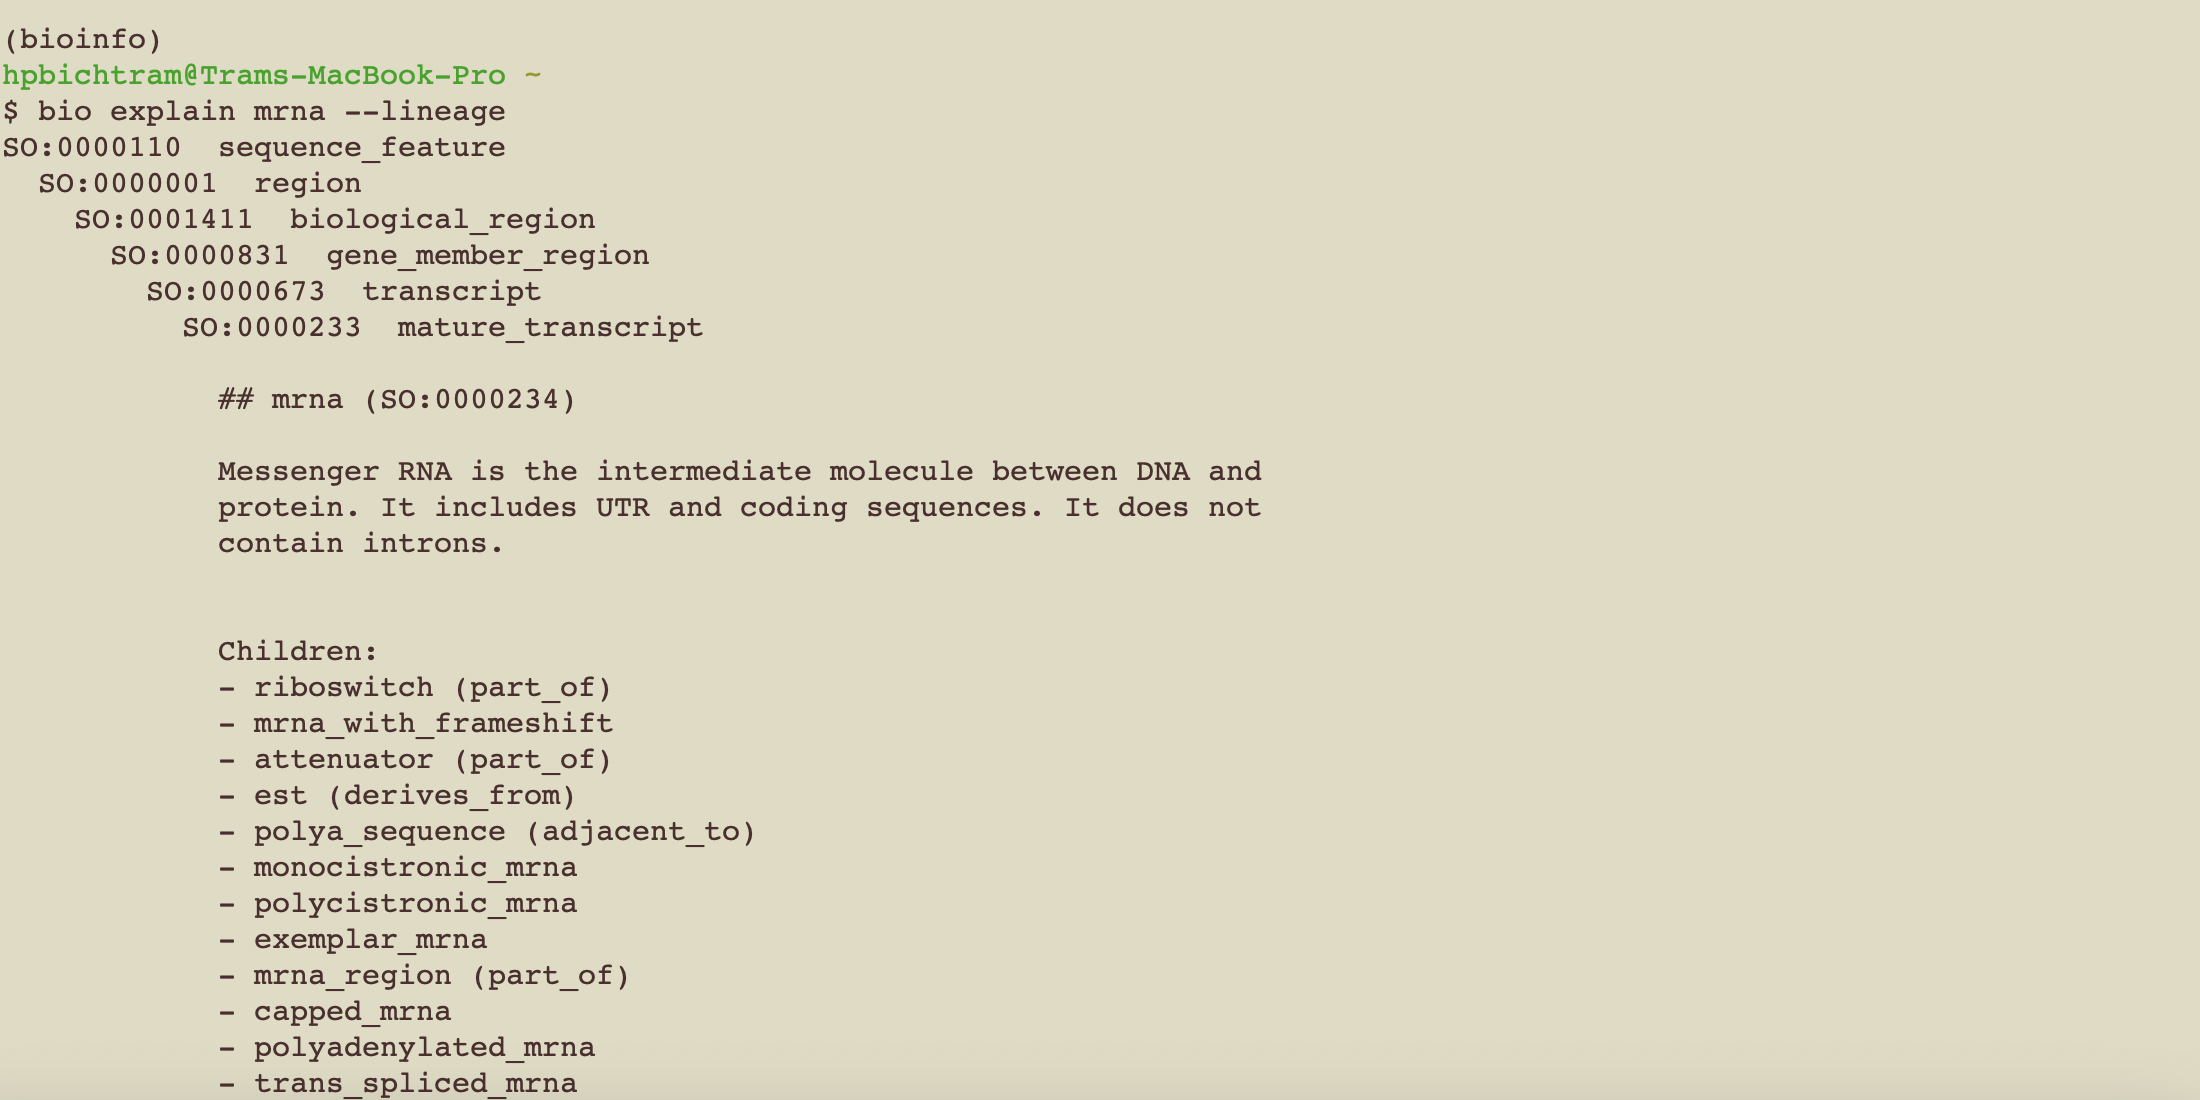 (bioinfo)
hpbichtram@Trams-MacBook-Pro ~
$ bio explain mrna --lineage
SO:0000110  sequence_feature
  SO:0000001  region
    SO:0001411  biological_region
      SO:0000831  gene_member_region
        SO:0000673  transcript
          SO:0000233  mature_transcript

            ## mrna (SO:0000234)

            Messenger RNA is the intermediate molecule between DNA and
            protein. It includes UTR and coding sequences. It does not
            contain introns.


            Children:
            - riboswitch (part_of)
            - mrna_with_frameshift
            - attenuator (part_of)
            - est (derives_from)
            - polya_sequence (adjacent_to)
            - monocistronic_mrna
            - polycistronic_mrna
            - exemplar_mrna
            - mrna_region (part_of)
            - capped_mrna
            - polyadenylated_mrna
            - trans_spliced_mrna